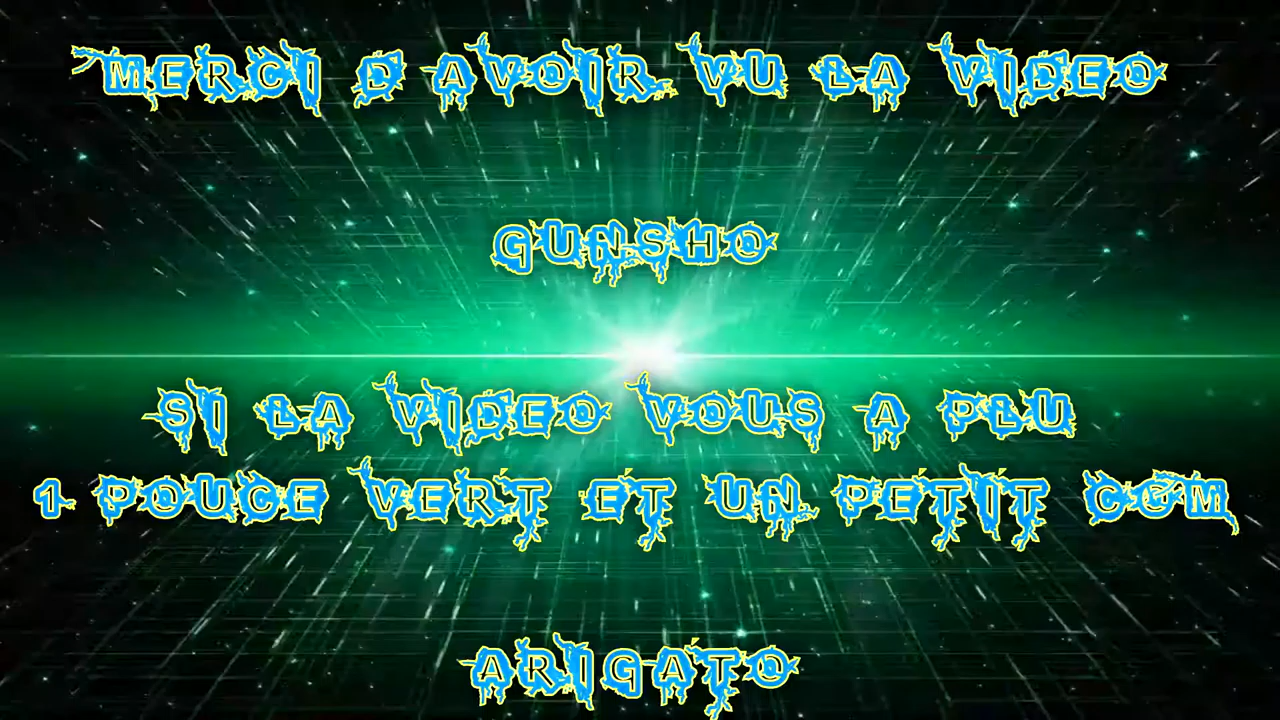 MERCI D AVOIR VU LA VIDEO
GUNSHO
SI LA VIDEO VOUS A PLU
1 POUCE VERT ET UN PETIT COM
ARIGATO